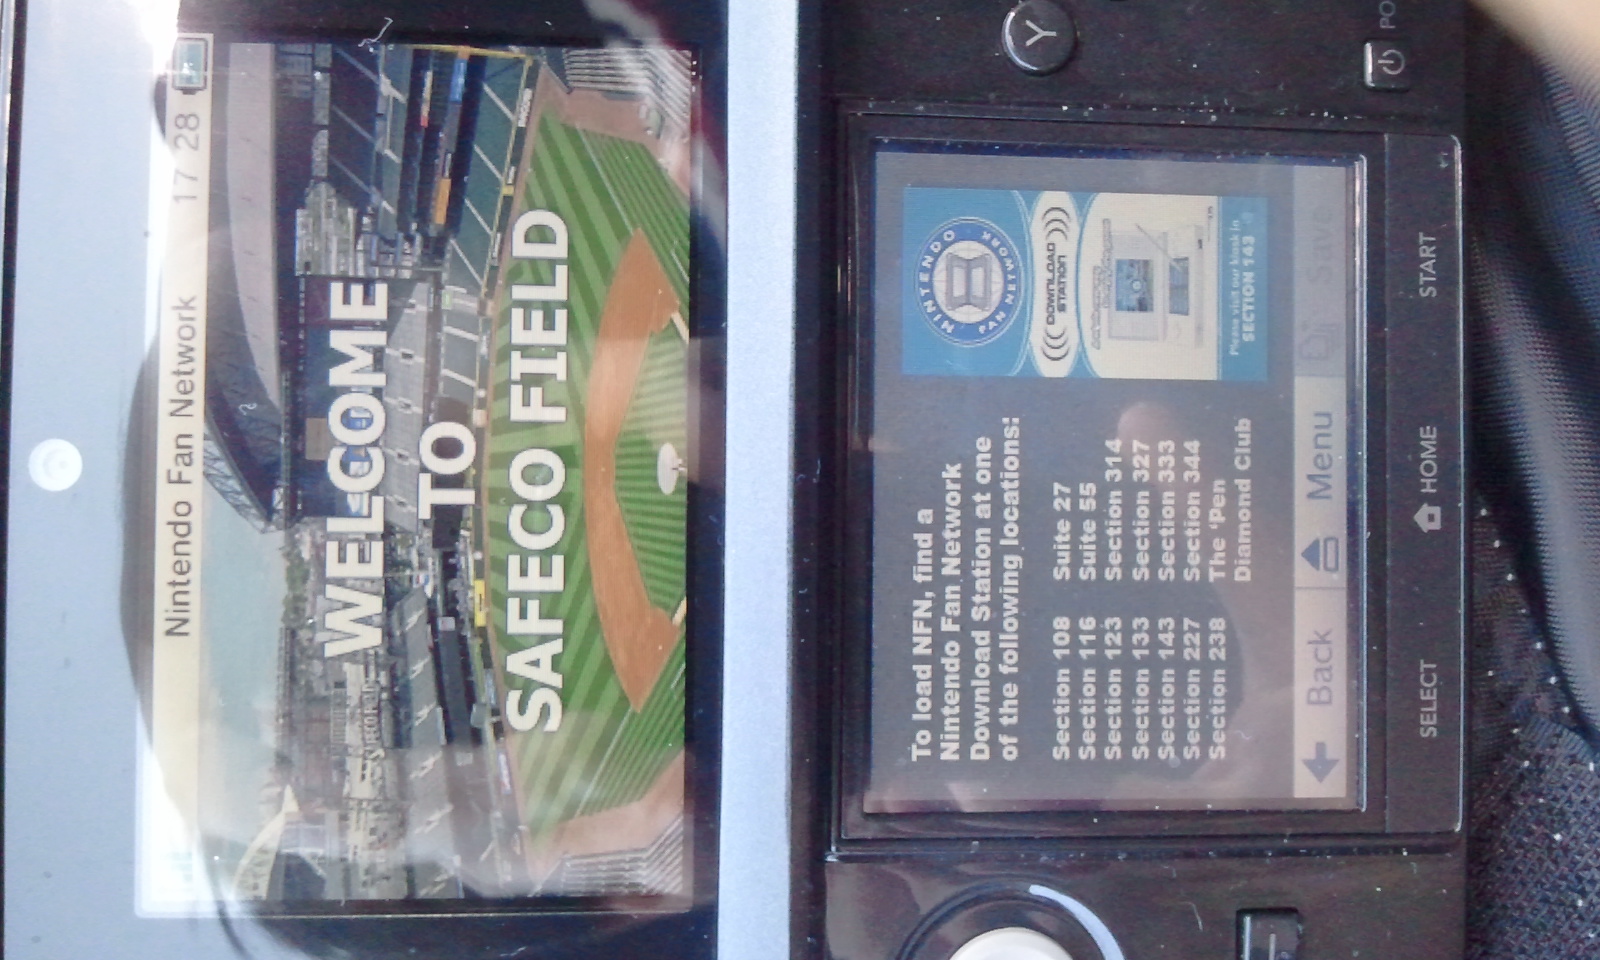 Nintendo Fan Network 17 28
WELCOME
TO
SAFECO FIELD
To load NFN, find a
Nintendo Fan Network
Download Station at one
of the following locations:
Section 108 Suite 27
Section 116 Suite 55
Section 123 Section 314
Section 133 Section 327
Section 143 Section 333
Section 227 Section 344
Section 238 The 'Pen
Diamond Club
NINTENDO
FAN NETWORK
DOWNLOAD
STATION
Please visit our kiosk in
SECTION 143
Back Menu Save
SELECT HOME START
Y
PO